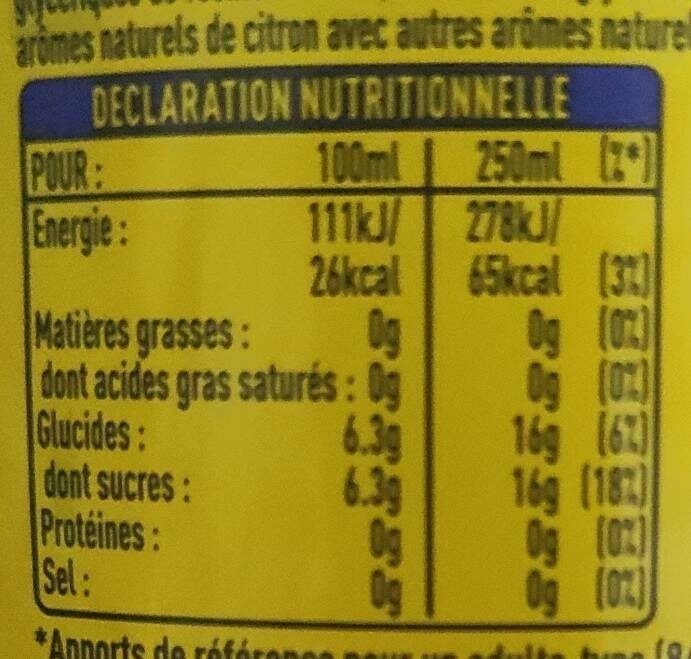 arômes naturels de citron avec autres arômes naturel
DECLARATION NUTRITIONNELLE
POUR : 100ml 250ml (%*)
Energie : 111kJ/ 278kJ/
26kcal 65kcal (3%)
Matières grasses : 0g 0g (0%)
dont acides gras saturés : 0g 0g (0%)
Glucides : 6.3g 16g (6%)
dont sucres : 6.3g 16g (18%)
Protéines : 0g 0g (0%)
Sel : 0g 0g (0%)
*Apports de référence pour un adulte type (8